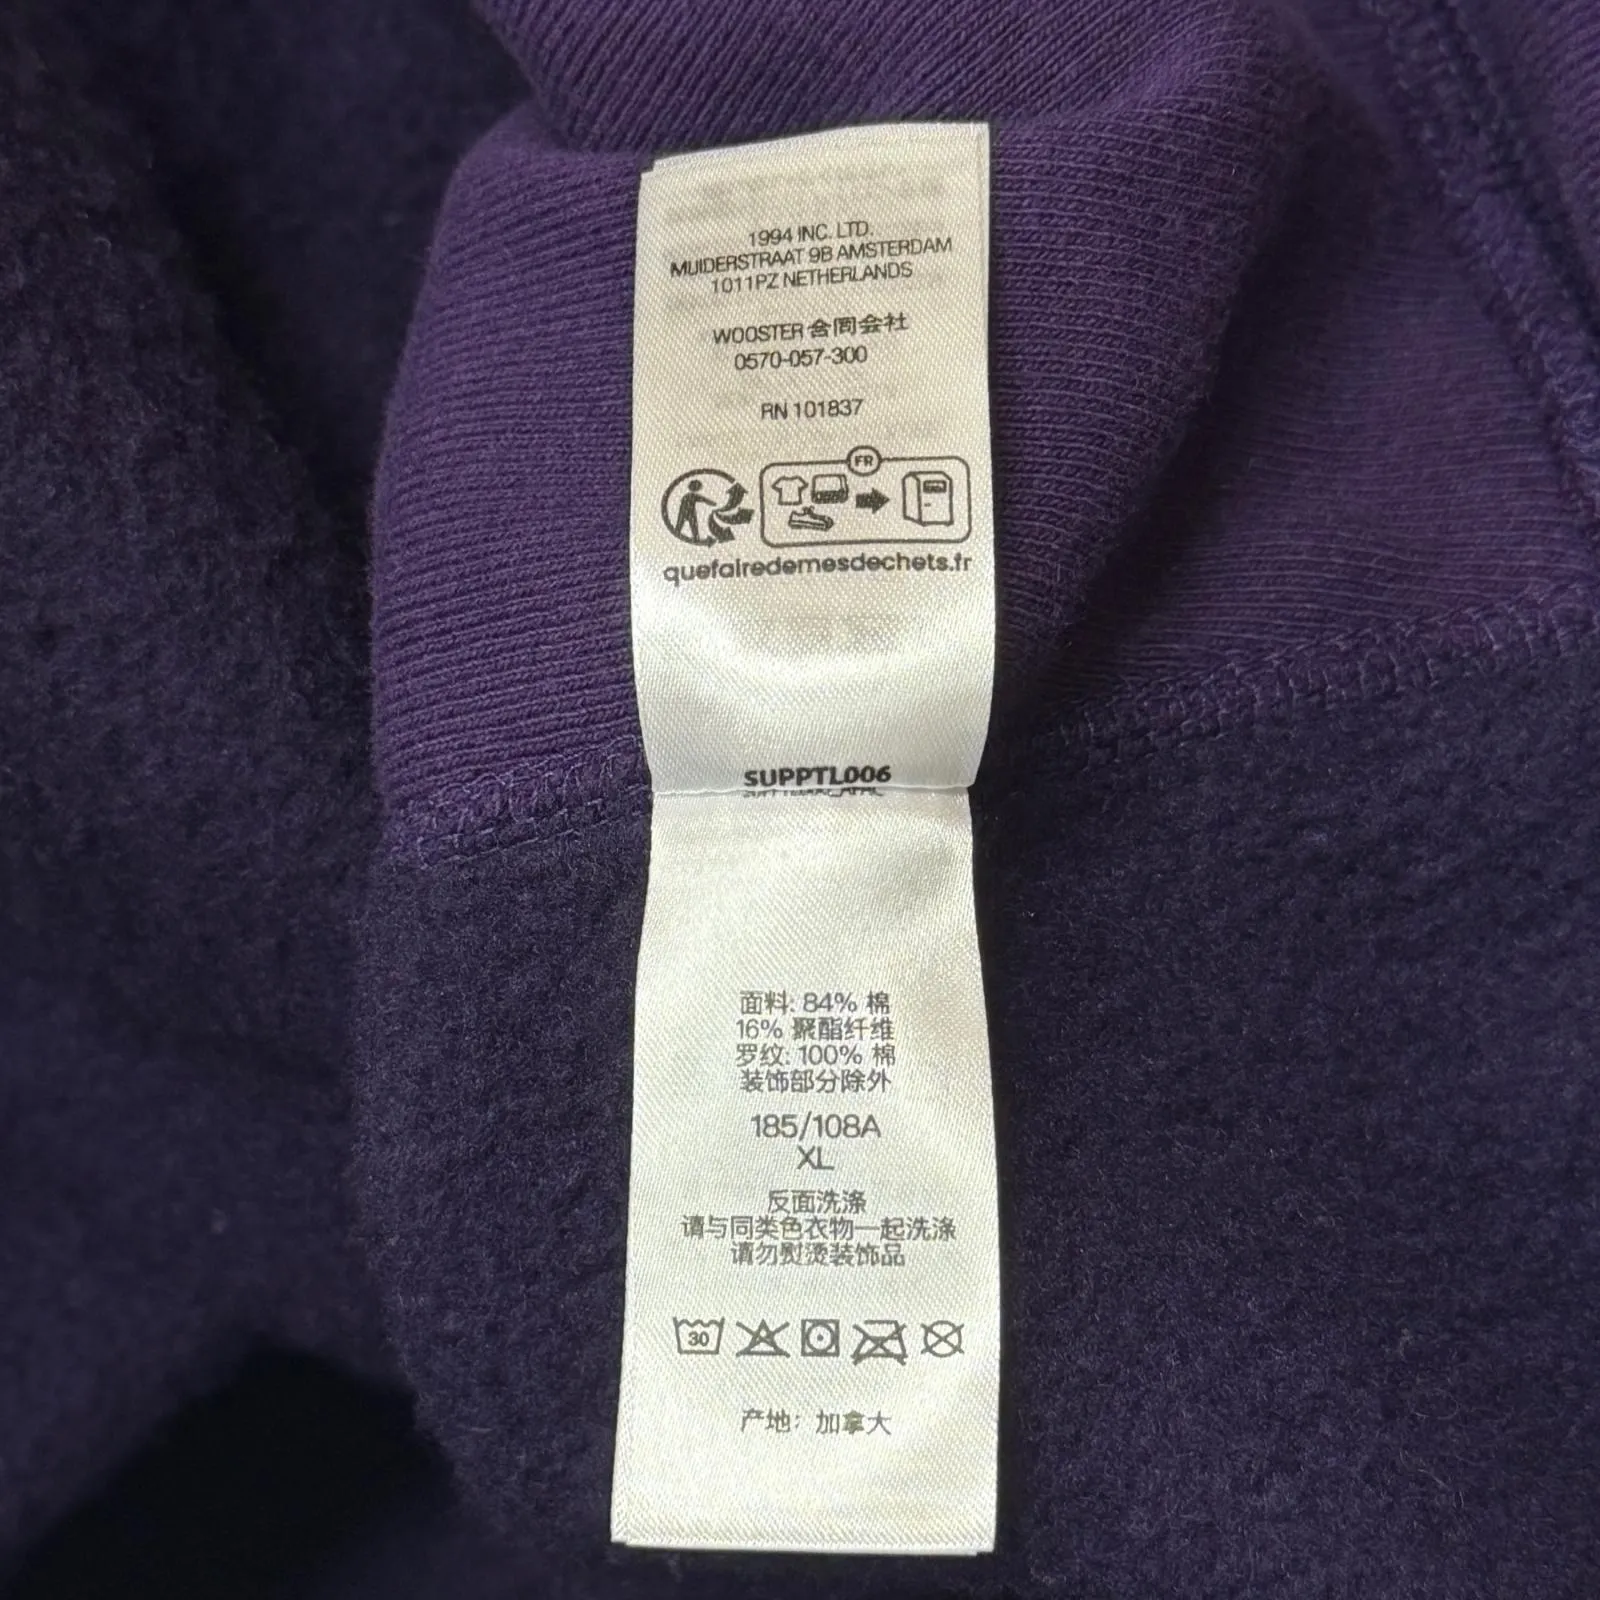 1994 INC. LTD.
MUIDERSTRAAT 9B AMSTERDAM
1011PZ NETHERLANDS
WOOSTER 合同会社
0570-057-300
RN 101837
FR
quefairedemesdechets.fr
SUPPTL006
面料: 84% 棉
16% 聚酯纤维
罗纹: 100% 棉
装饰部分除外
185/108A
XL
反面洗涤
请与同类色衣物一起洗涤
请勿熨烫装饰品
30
产地: 加拿大